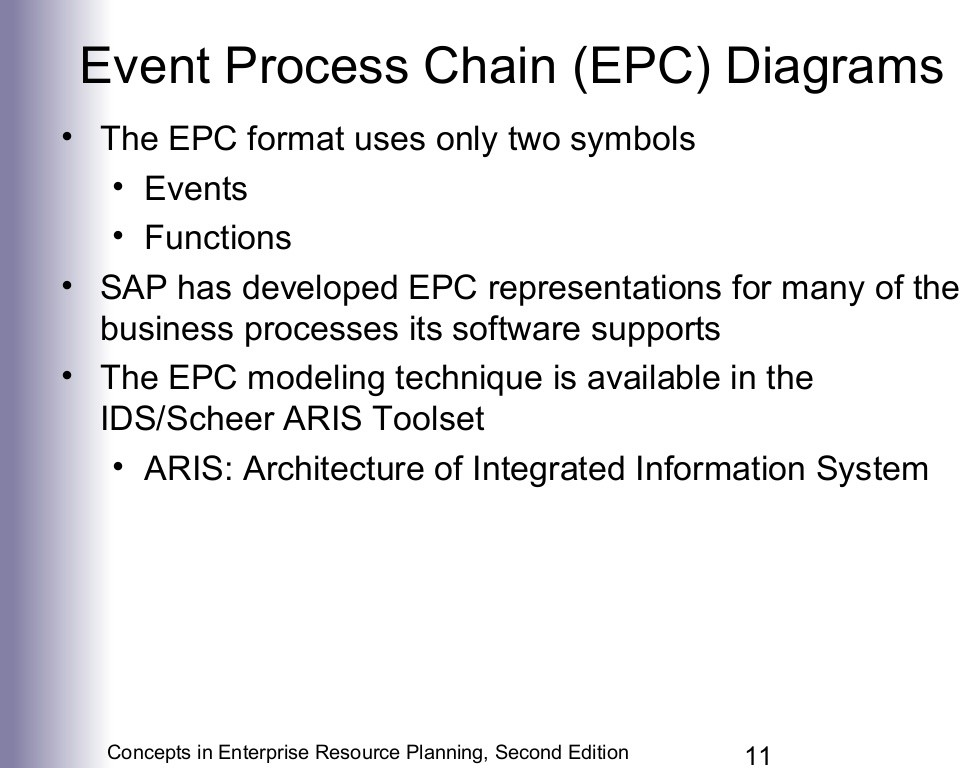 Event Process Chain (EPC) Diagrams
• The EPC format uses only two symbols
• Events
• Functions
• SAP has developed EPC representations for many of the
business processes its software supports
• The EPC modeling technique is available in the
IDS/Scheer ARIS Toolset
• ARIS: Architecture of Integrated Information System
Concepts in Enterprise Resource Planning, Second Edition 11